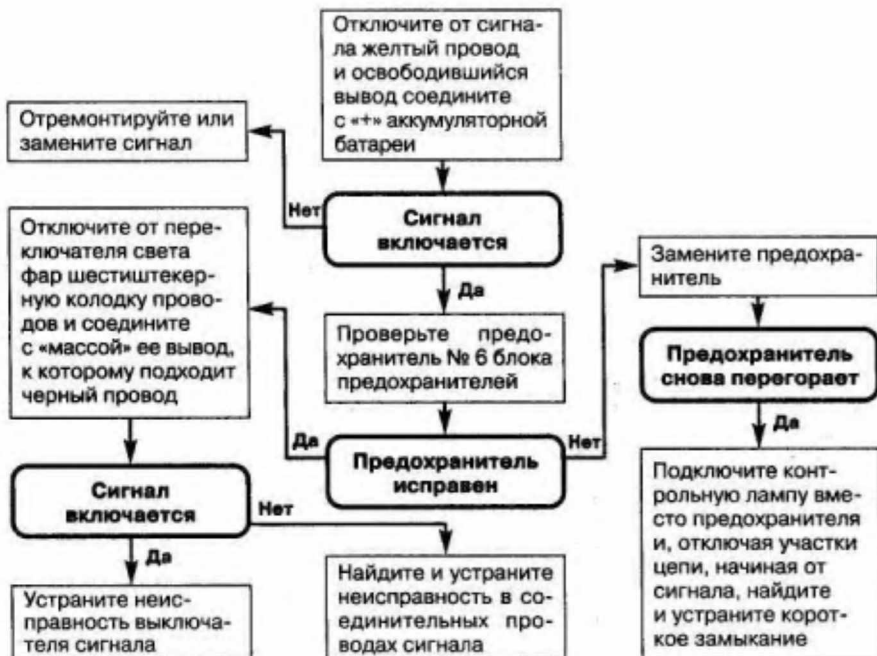 Отключите от сигна-
ла желтый провод
и освободившийся
вывод соедините
с «+» аккумуляторной
батареи
Отремонтируйте или
замените сигнал
Нет
Сигнал
включается
Да
Отключите от пере-
ключателя света
фар шестиштекер-
ную колодку прово-
дов и соедините
с «массой» ее вывод,
к которому подходит
черный провод
Проверьте предо-
хранитель № 6 блока
предохранителей
Замените предохра-
нитель
Предохранитель
снова перегорает
Да
Да
Предохранитель
исправен
Нет
Сигнал
включается
Нет
Да
Устраните неис-
правность выключа-
теля сигнала
Найдите и устраните
неисправность в со-
единительных про-
водах сигнала
Подключите конт-
рольную лампу вме-
сто предохранителя
и, отключая участки
цепи, начиная от
сигнала, найдите
и устраните корот-
кое замыкание